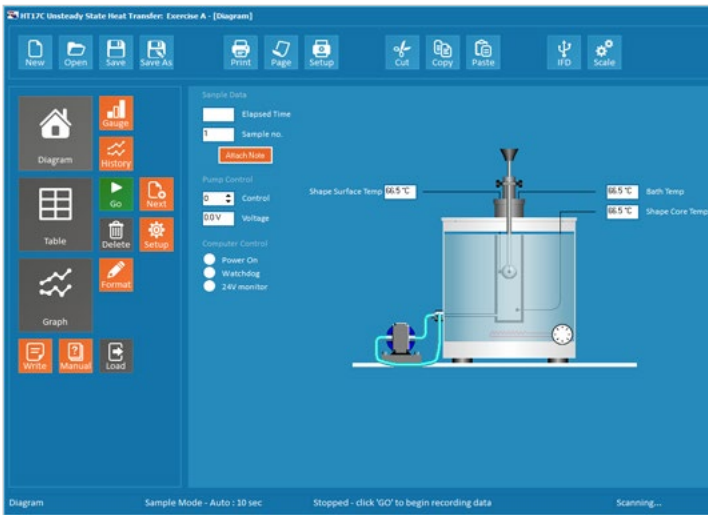 HT17C Unsteady State Heat Transfer: Exercise A - [Diagram]
New Open Save Save As Print Page Setup Cut Copy Paste IFD Scale
Diagram
Gauge
History
Table
Go
Next
Delete
Setup
Graph
Format
Write
Manual
Load
Sample Data
Elapsed Time
1 Sample no.
Attach Note
Pump Control
0 Control
0.0 V Voltage
Computer Control
Power On
Watchdog
24V monitor
Shape Surface Temp 66.5 °C
66.5 °C Bath Temp
66.5 °C Shape Core Temp
Diagram Sample Mode - Auto : 10 sec Stopped - click 'GO' to begin recording data Scanning...